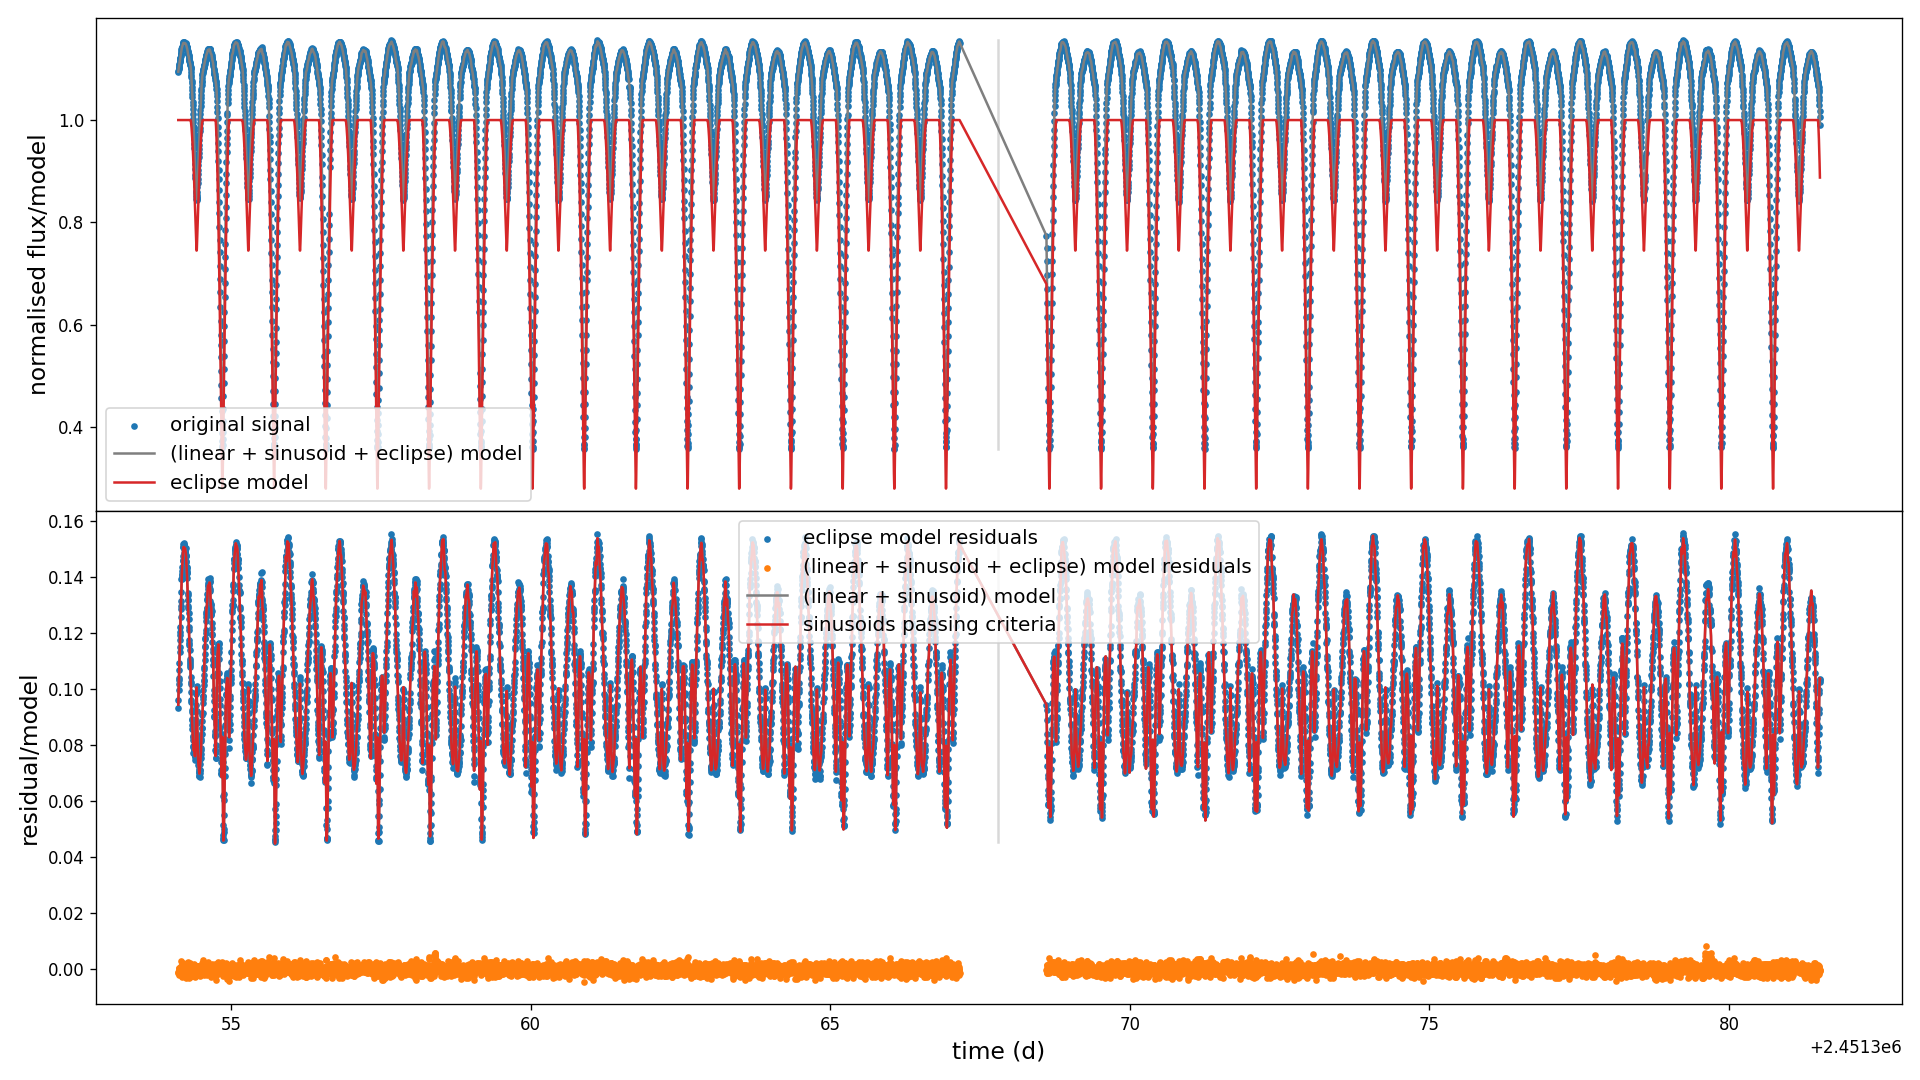 normalised flux/model
1.0
0.8
0.6
0.4
original signal
(linear + sinusoid + eclipse) model
eclipse model
residual/model
0.16
0.14
0.12
0.10
0.08
0.06
0.04
0.02
0.00
eclipse model residuals
(linear + sinusoid + eclipse) model residuals
(linear + sinusoid) model
sinusoids passing criteria
55
60
65
70
75
80
time (d)
+2.4513e6